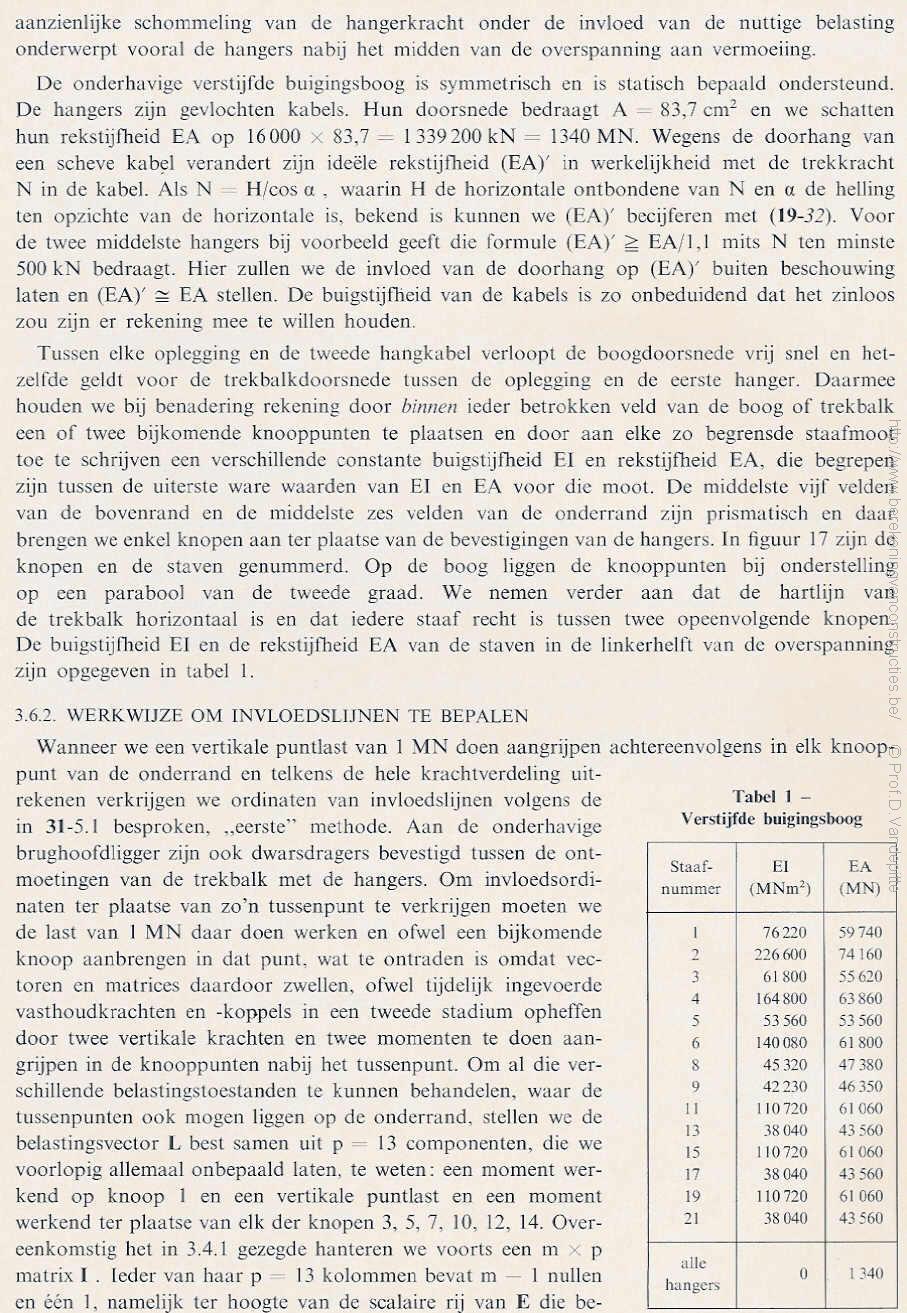 aanzienlijke schommeling van de hangerkracht onder de invloed van de nuttige belasting
onderwerpt vooral de hangers nabij het midden van de overspanning aan vermoeiing.
De onderhavige verstijfde buigingsboog is symmetrisch en is statisch bepaald ondersteund.
De hangers zijn gevlochten kabels. Hun doorsnede bedraagt A = 83,7 cm² en we schatten
hun rekstijfheid EA op 16 000 × 83,7 = 1 339 200 kN = 1340 MN. Wegens de doorhang van
een scheve kabel verandert zijn ideële rekstijfheid (EA)′ in werkelijkheid met de trekkracht
N in de kabel. Als N = H/cos α , waarin H de horizontale ontbondene van N en α de helling
ten opzichte van de horizontale is, bekend is kunnen we (EA)′ becijferen met (19-32). Voor
de twee middelste hangers bij voorbeeld geeft die formule (EA)′ ≧ EA/1,1 mits N ten minste
500 kN bedraagt. Hier zullen we de invloed van de doorhang op (EA)′ buiten beschouwing
laten en (EA)′ ≅ EA stellen. De buigstijfheid van de kabels is zo onbeduidend dat het zinloos
zou zijn er rekening mee te willen houden.
Tussen elke oplegging en de tweede hangkabel verloopt de boogdoorsnede vrij snel en het-
zelfde geldt voor de trekbalkdoorsnede tussen de oplegging en de eerste hanger. Daarmee
houden we bij benadering rekening door binnen ieder betrokken veld van de boog of trekbalk
een of twee bijkomende knooppunten te plaatsen en door aan elke zo begrensde staafmoot
toe te schrijven een verschillende constante buigstijfheid EI en rekstijfheid EA, die begrepen
zijn tussen de uiterste ware waarden van EI en EA voor die moot. De middelste vijf velden
van de bovenrand en de middelste zes velden van de onderrand zijn prismatisch en daar
brengen we enkel knopen aan ter plaatse van de bevestigingen van de hangers. In figuur 17 zijn de
knopen en de staven genummerd. Op de boog liggen de knooppunten bij onderstelling
op een parabool van de tweede graad. We nemen verder aan dat de hartlijn van
de trekbalk horizontaal is en dat iedere staaf recht is tussen twee opeenvolgende knopen.
De buigstijfheid EI en de rekstijfheid EA van de staven in de linkerhelft van de overspanning
zijn opgegeven in tabel 1.
3.6.2. WERKWIJZE OM INVLOEDSLIJNEN TE BEPALEN
Wanneer we een vertikale puntlast van 1 MN doen aangrijpen achtereenvolgens in elk knoop-
punt van de onderrand en telkens de hele krachtverdeling uit-
rekenen verkrijgen we ordinaten van invloedslijnen volgens de
in 31-5.1 besproken, „eerste” methode. Aan de onderhavige
brughoofdligger zijn ook dwarsdragers bevestigd tussen de ont-
moetingen van de trekbalk met de hangers. Om invloedsordi-
naten ter plaatse van zo'n tussenpunt te verkrijgen moeten we
de last van 1 MN daar doen werken en ofwel een bijkomende
knoop aanbrengen in dat punt, wat te ontraden is omdat vec-
toren en matrices daardoor zwellen, ofwel tijdelijk ingevoerde
vasthoudkrachten en -koppels in een tweede stadium opheffen
door twee vertikale krachten en twee momenten te doen aan-
grijpen in de knooppunten nabij het tussenpunt. Om al die ver-
schillende belastingstoestanden te kunnen behandelen, waar de
tussenpunten ook mogen liggen op de onderrand, stellen we de
belastingsvector L best samen uit p = 13 componenten, die we
voorlopig allemaal onbepaald laten, te weten: een moment wer-
kend op knoop 1 en een vertikale puntlast en een moment
werkend ter plaatse van elk der knopen 3, 5, 7, 10, 12, 14. Over-
eenkomstig het in 3.4.1 gezegde hanteren we voorts een m × p
matrix I . Ieder van haar p = 13 kolommen bevat m − 1 nullen
en één 1, namelijk ter hoogte van de scalaire rij van E die be-
Tabel 1 –
Verstijfde buigingsboog
Staaf- EI EA
nummer (MNm²) (MN)
1 76 220 59 740
2 226 600 74 160
3 61 800 55 620
4 164 800 63 860
5 53 560 53 560
6 140 080 61 800
8 45 320 47 380
9 42 230 46 350
11 110 720 61 060
13 38 040 43 560
15 110 720 61 060
17 38 040 43 560
19 110 720 61 060
21 38 040 43 560
alle
hangers 0 1 340
http://www.berekeningvanconstructies.be/ © Prof D Vandepitte